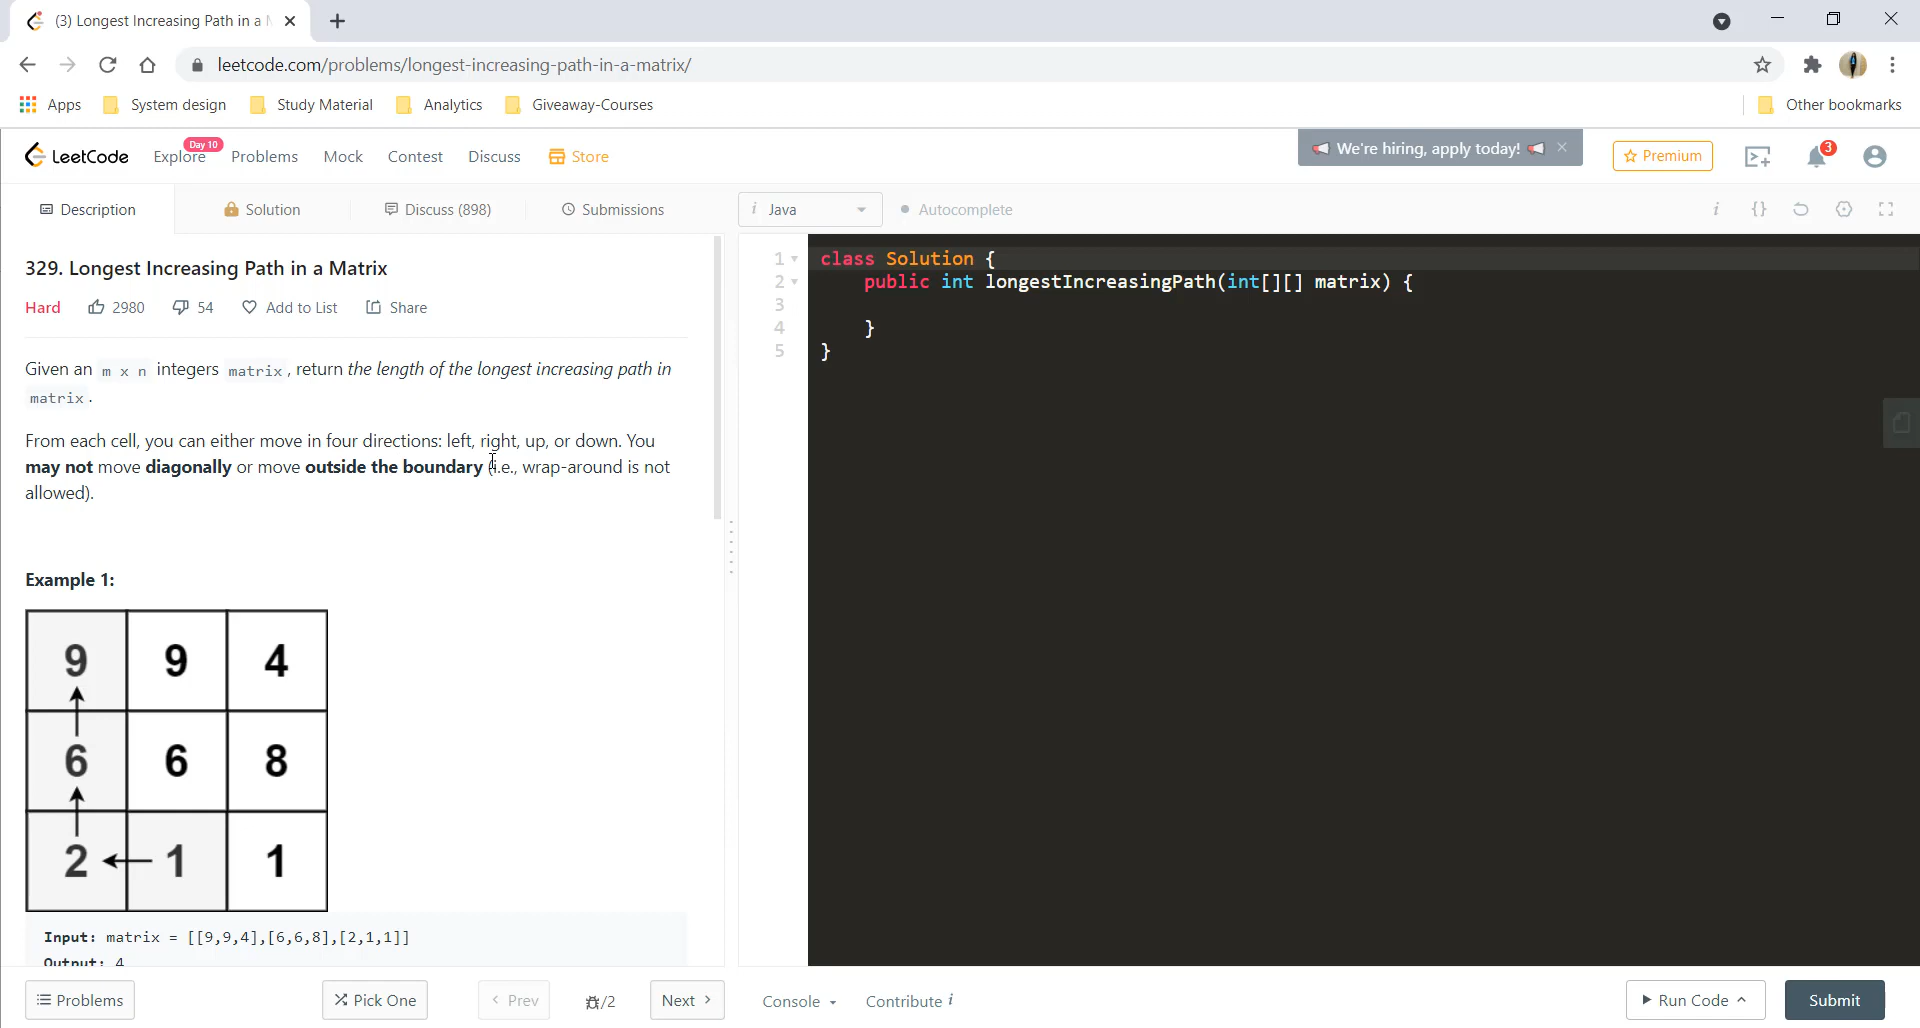 (3) Longest Increasing Path in a
leetcode.com/problems/longest-increasing-path-in-a-matrix/
Apps System design Study Material Analytics Giveaway-Courses Other bookmarks
LeetCode Explore Day 10 Problems Mock Contest Discuss Store We're hiring, apply today! Premium 3
Description Solution Discuss (898) Submissions i Java Autocomplete i {}
329. Longest Increasing Path in a Matrix
Hard 2980 54 Add to List Share
Given an m x n integers matrix, return the length of the longest increasing path in
matrix.
From each cell, you can either move in four directions: left, right, up, or down. You
may not move diagonally or move outside the boundary (i.e., wrap-around is not
allowed).
Example 1:
9 9 4
6 6 8
2 1 1
Input: matrix = [[9,9,4],[6,6,8],[2,1,1]]
Output: 4
1 class Solution {
2 public int longestIncreasingPath(int[][] matrix) {
3
4 }
5 }
Problems Pick One < Prev /2 Next > Console Contribute i Run Code Submit